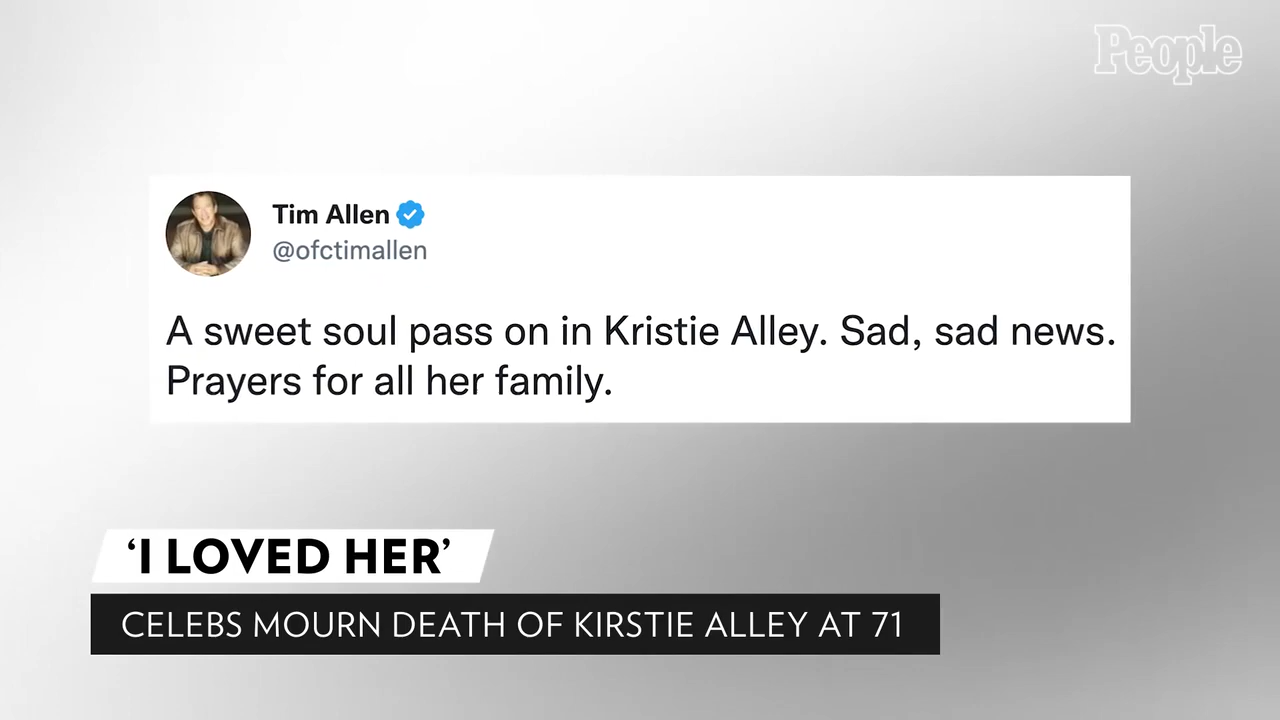 People
Tim Allen
@ofctimallen
A sweet soul pass on in Kristie Alley. Sad, sad news.
Prayers for all her family.
‘I LOVED HER’
CELEBS MOURN DEATH OF KIRSTIE ALLEY AT 71